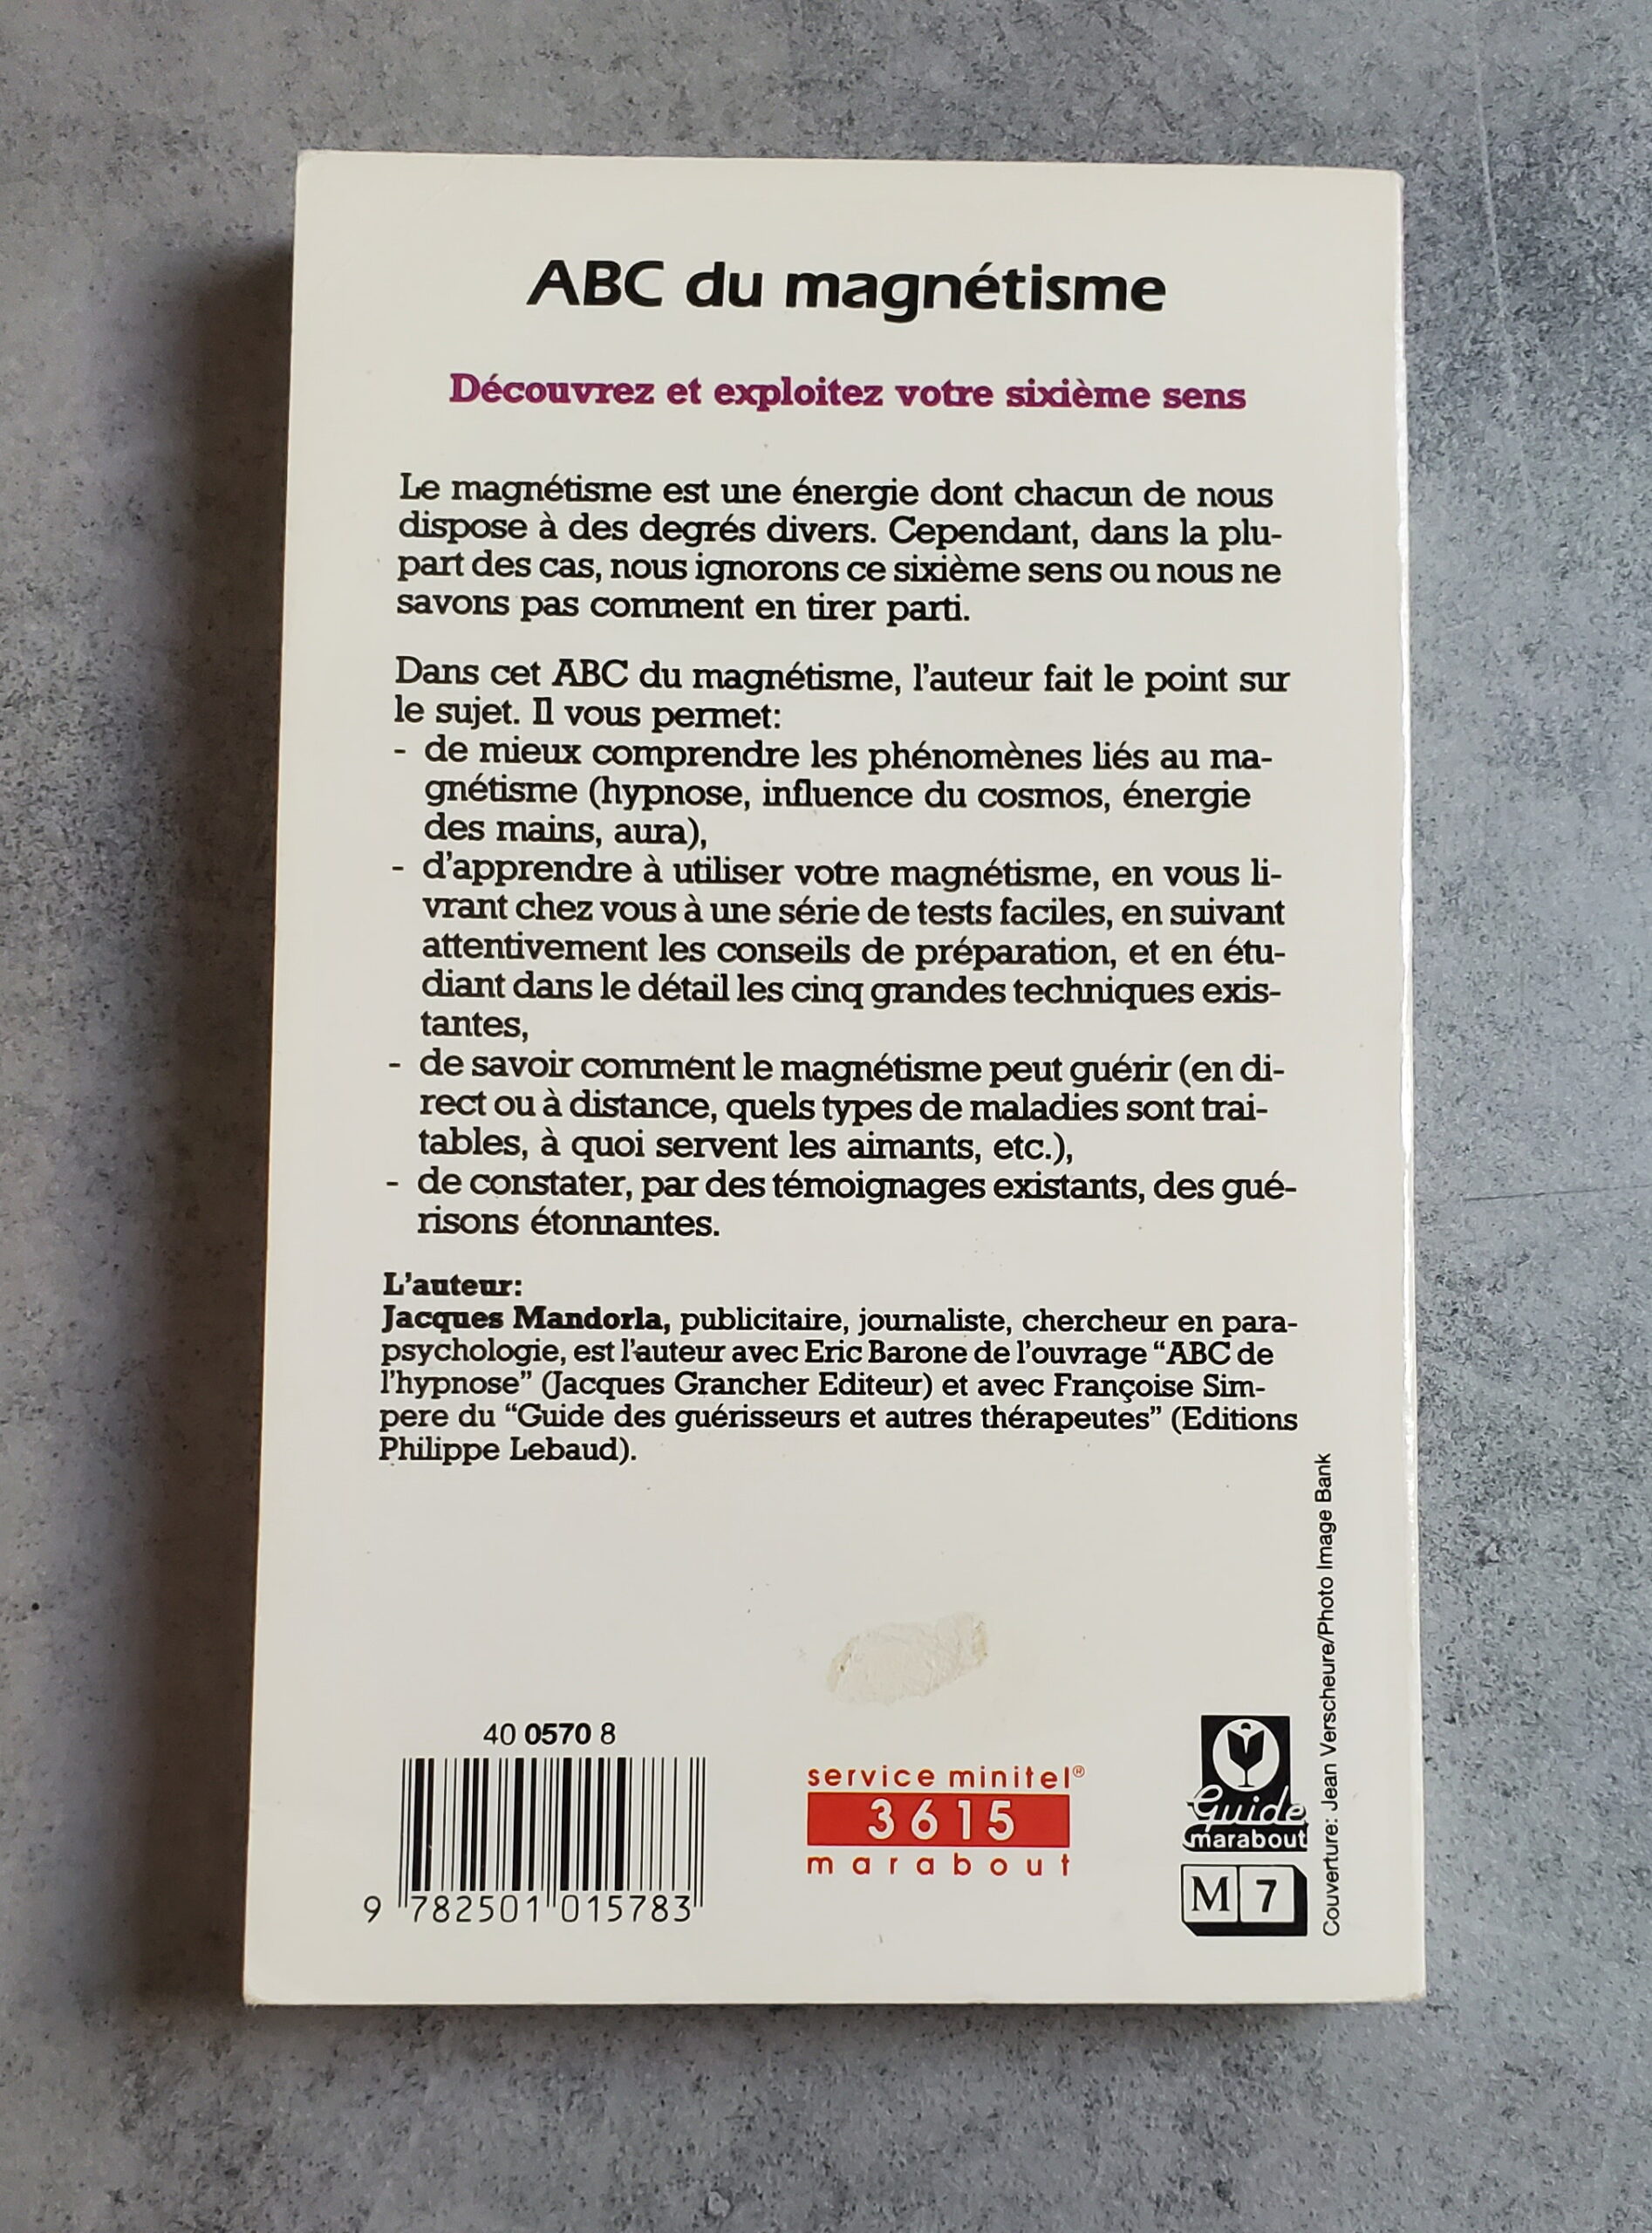 ABC du magnétisme
Découvrez et exploitez votre sixième sens
Le magnétisme est une énergie dont chacun de nous
dispose à des degrés divers. Cependant, dans la plu-
part des cas, nous ignorons ce sixième sens ou nous ne
savons pas comment en tirer parti.
Dans cet ABC du magnétisme, l'auteur fait le point sur
le sujet. Il vous permet:
- de mieux comprendre les phénomènes liés au ma-
gnétisme (hypnose, influence du cosmos, énergie
des mains, aura),
- d'apprendre à utiliser votre magnétisme, en vous li-
vrant chez vous à une série de tests faciles, en suivant
attentivement les conseils de préparation, et en étu-
diant dans le détail les cinq grandes techniques exis-
tantes,
- de savoir comment le magnétisme peut guérir (en di-
rect ou à distance, quels types de maladies sont trai-
tables, à quoi servent les aimants, etc.),
- de constater, par des témoignages existants, des gué-
risons étonnantes.
L'auteur:
Jacques Mandorla, publicitaire, journaliste, chercheur en para-
psychologie, est l'auteur avec Eric Barone de l'ouvrage “ABC de
l'hypnose” (Jacques Grancher Editeur) et avec Françoise Sim-
pere du “Guide des guérisseurs et autres thérapeutes” (Editions
Philippe Lebaud).
Couverture: Jean Verscheure/Photo Image Bank
40 0570 8
9 782501 015783
service minitel®
3615
marabout
Guide
marabout
M 7